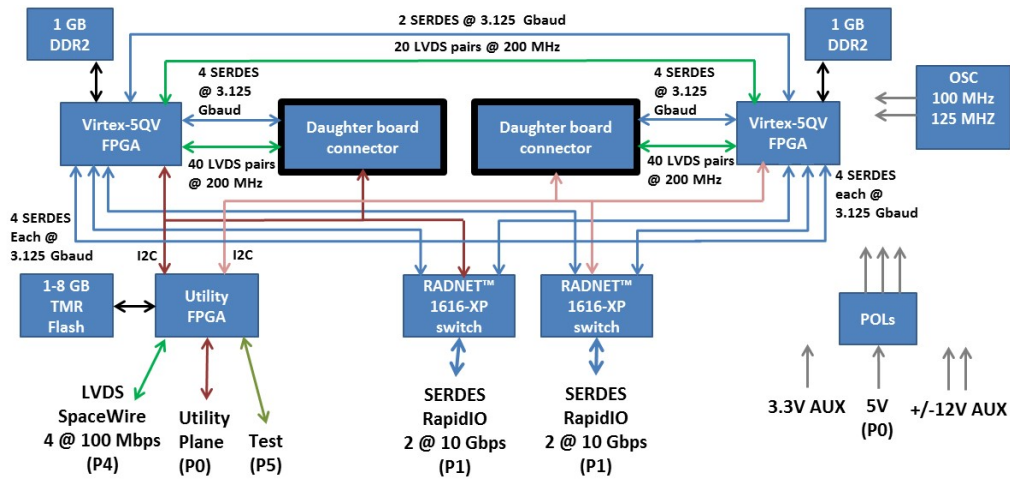 1 GB
DDR2
2 SERDES @ 3.125 Gbaud
20 LVDS pairs @ 200 MHz
1 GB
DDR2
4 SERDES
@ 3.125
Gbaud
4 SERDES
@ 3.125
Gbaud
OSC
100 MHz
125 MHZ
Virtex-5QV
FPGA
Daughter board
connector
Daughter board
connector
Virtex-5QV
FPGA
40 LVDS pairs
@ 200 MHz
40 LVDS pairs
@ 200 MHz
4 SERDES
each @
3.125 Gbaud
4 SERDES
Each @
3.125 Gbaud
I2C
I2C
1-8 GB
TMR
Flash
Utility
FPGA
RADNET™
1616-XP
switch
RADNET™
1616-XP
switch
POLs
LVDS
SpaceWire
4 @ 100 Mbps
(P4)
Utility
Plane
(P0)
Test
(P5)
SERDES
RapidIO
2 @ 10 Gbps
(P1)
SERDES
RapidIO
2 @ 10 Gbps
(P1)
3.3V AUX
5V
(P0)
+/-12V AUX